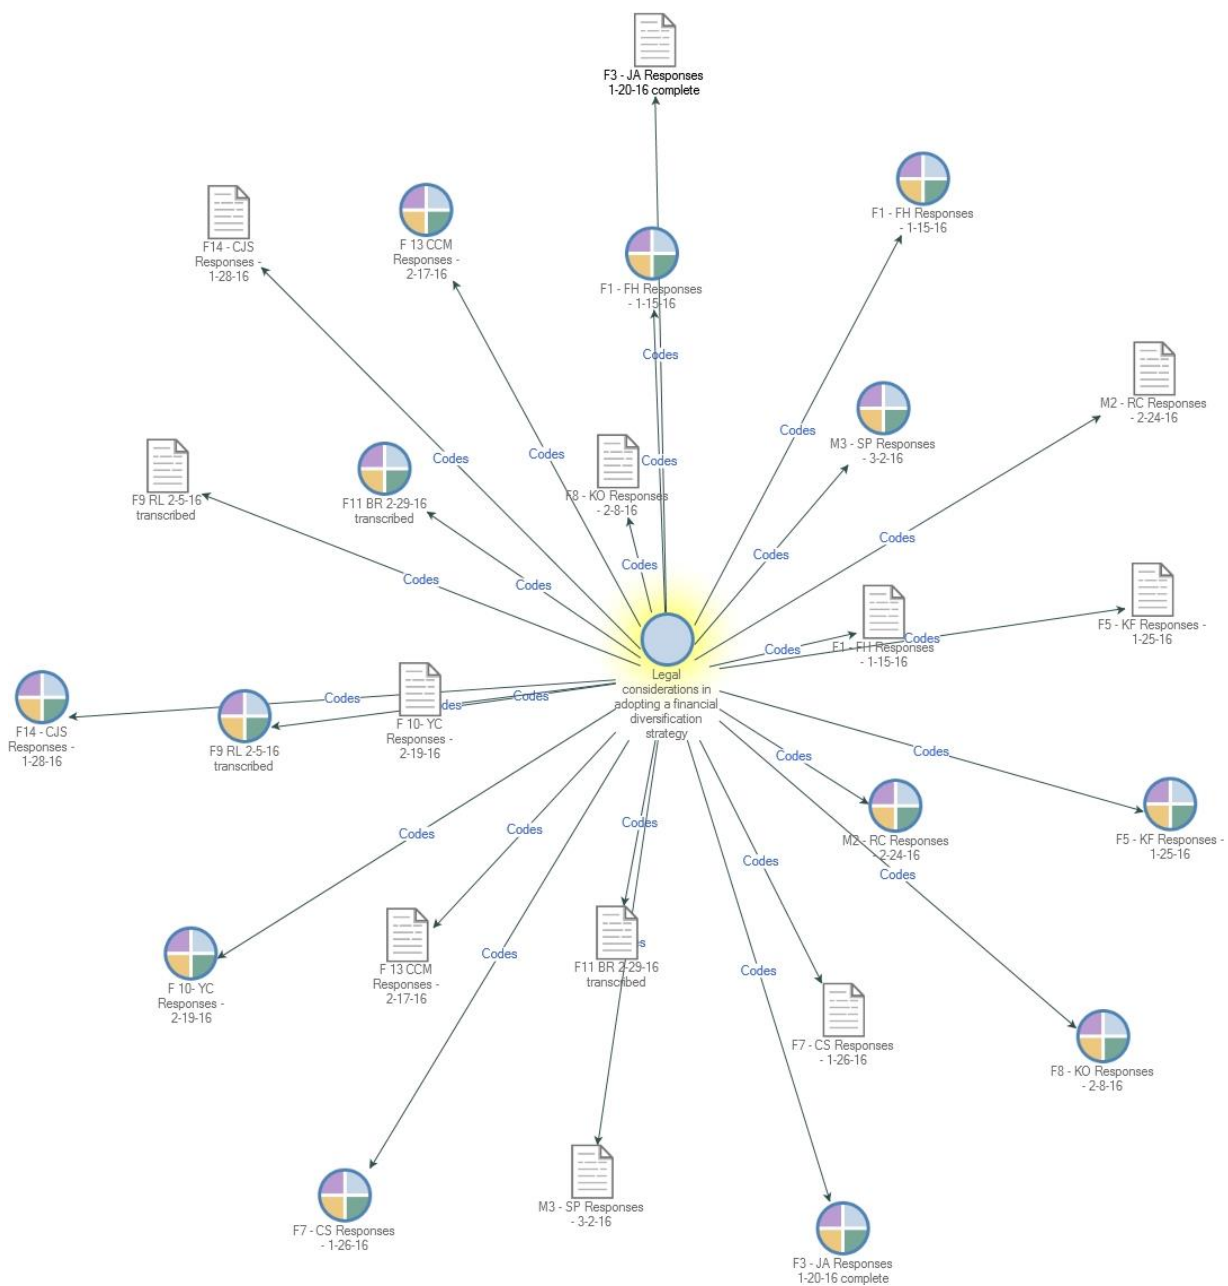 F3 - JA Responses
1-20-16 complete
F1 - FH Responses
- 1-15-16
F14 - CJS
Responses -
1-28-16
F 13 CCM
Responses -
2-17-16
F1 - FH Responses
- 1-15-16
Codes
M2 - RC Responses
- 2-24-16
Codes
M3 - SP Responses
- 3-2-16
Codes
Codes
Codes
F9 RL 2-5-16
transcribed
F11 BR 2-29-16
transcribed
F8 - KO Responses
- 2-8-16
Codes
Codes
Codes
Codes
Codes
Codes
F5 - KF Responses -
1-25-16
F1 - FH Responses
- 1-15-16
Codes
Codes
Legal
considerations in
adopting a financial
diversification
strategy
F14 - CJS
Responses -
1-28-16
Codes
F9 RL 2-5-16
transcribed
F 10- YC
Responses -
2-19-16
Codes
Codes
Codes
M2 - RC Responses
- 2-24-16
F5 - KF Responses -
1-25-16
Codes
Codes
Codes
Codes
Codes
F 10- YC
Responses -
2-19-16
F 13 CCM
Responses -
2-17-16
Codes
F11 BR 2-29-16
transcribed
Codes
F7 - CS Responses
- 1-26-16
F8 - KO Responses
- 2-8-16
F7 - CS Responses
- 1-26-16
M3 - SP Responses
- 3-2-16
F3 - JA Responses
1-20-16 complete